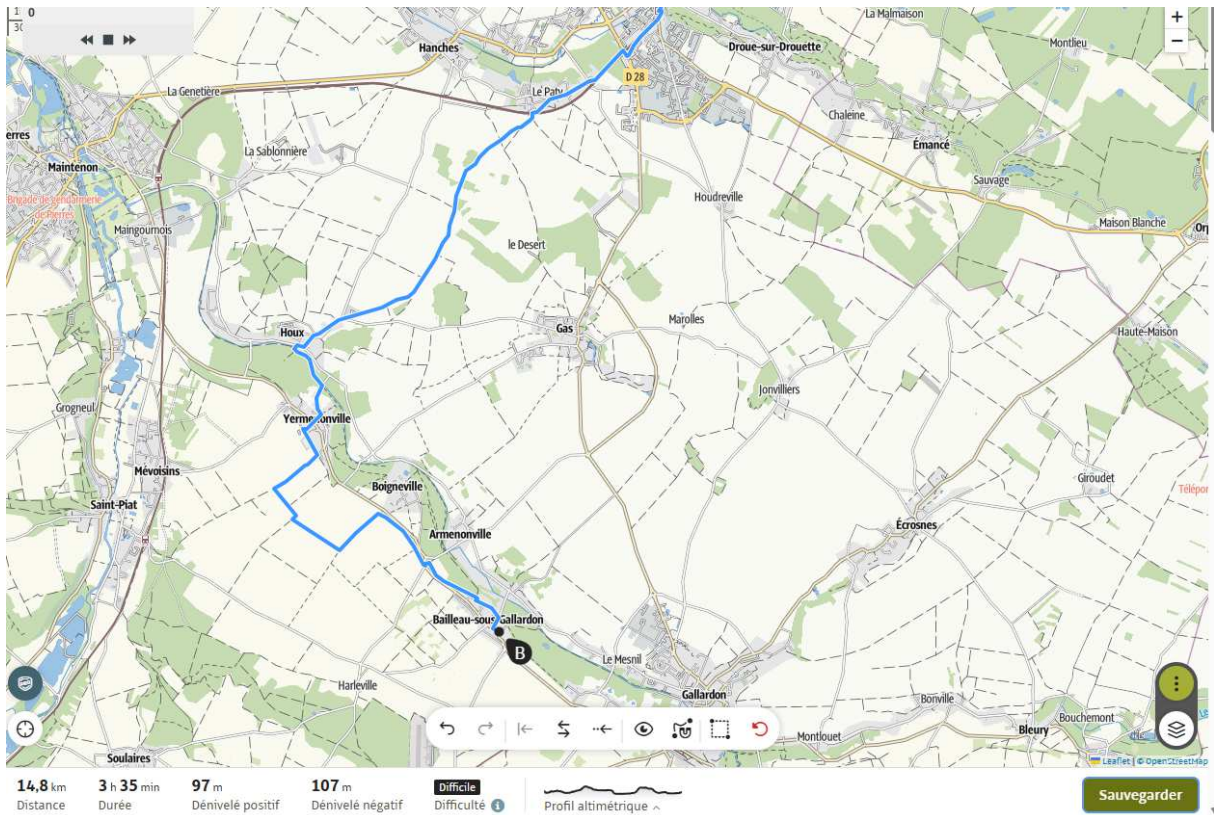 0
La Malmaison
Hanches
Droue-sur-Drouette
Montlieu
+
−
D 28
La Genetière
Le Paty
Chaleine
Maintenon
La Sablonnière
Émancé
Sauvage
Brigade de gendarmerie
de Pierres
Houdreville
Maingournois
Maison Blanche
le Desert
Houx
Gas
Marolles
Haute-Maison
Jonvilliers
Grogneul
Mévoisins
Boigneville
Giroudet
Saint-Piat
Écrosnes
Armenonville
Bailleau-sous-Gallardon
B
Le Mesnil
Harleville
Gallardon
Bonville
Bouchemont
Montlouet
Bleury
Soulaires
Leaflet | © OpenStreetMap
14,8 km 3 h 35 min 97 m 107 m Difficile
Distance Durée Dénivelé positif Dénivelé négatif Difficulté Profil altimétrique
Sauvegarder